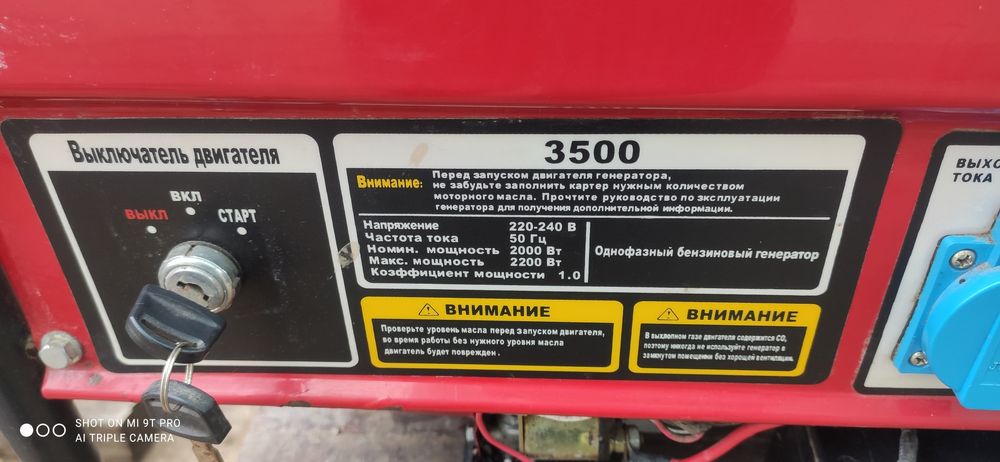 Выключатель двигателя
ВКЛ
ВЫКЛ
СТАРТ
3500
Внимание: Перед запуском двигателя генератора,
не забудьте заполнить картер нужным количеством
моторного масла. Прочтите руководство по эксплуатации
генератора для получения дополнительной информации.
Напряжение 220-240 В
Частота тока 50 Гц
Номин. мощность 2000 Вт
Макс. мощность 2200 Вт
Коэффициент мощности 1.0
Однофазный бензиновый генератор
ВНИМАНИЕ
Проверьте уровень масла перед запуском двигателя,
во время работы без нужного уровня масла
двигатель будет поврежден .
ВНИМАНИЕ
В выхлопном газе двигателя содержится CO,
поэтому никогда не используйте генератор в
замкнутом помещении без хорошей вентиляции.
ТОКА
SHOT ON MI 9T PRO
AI TRIPLE CAMERA